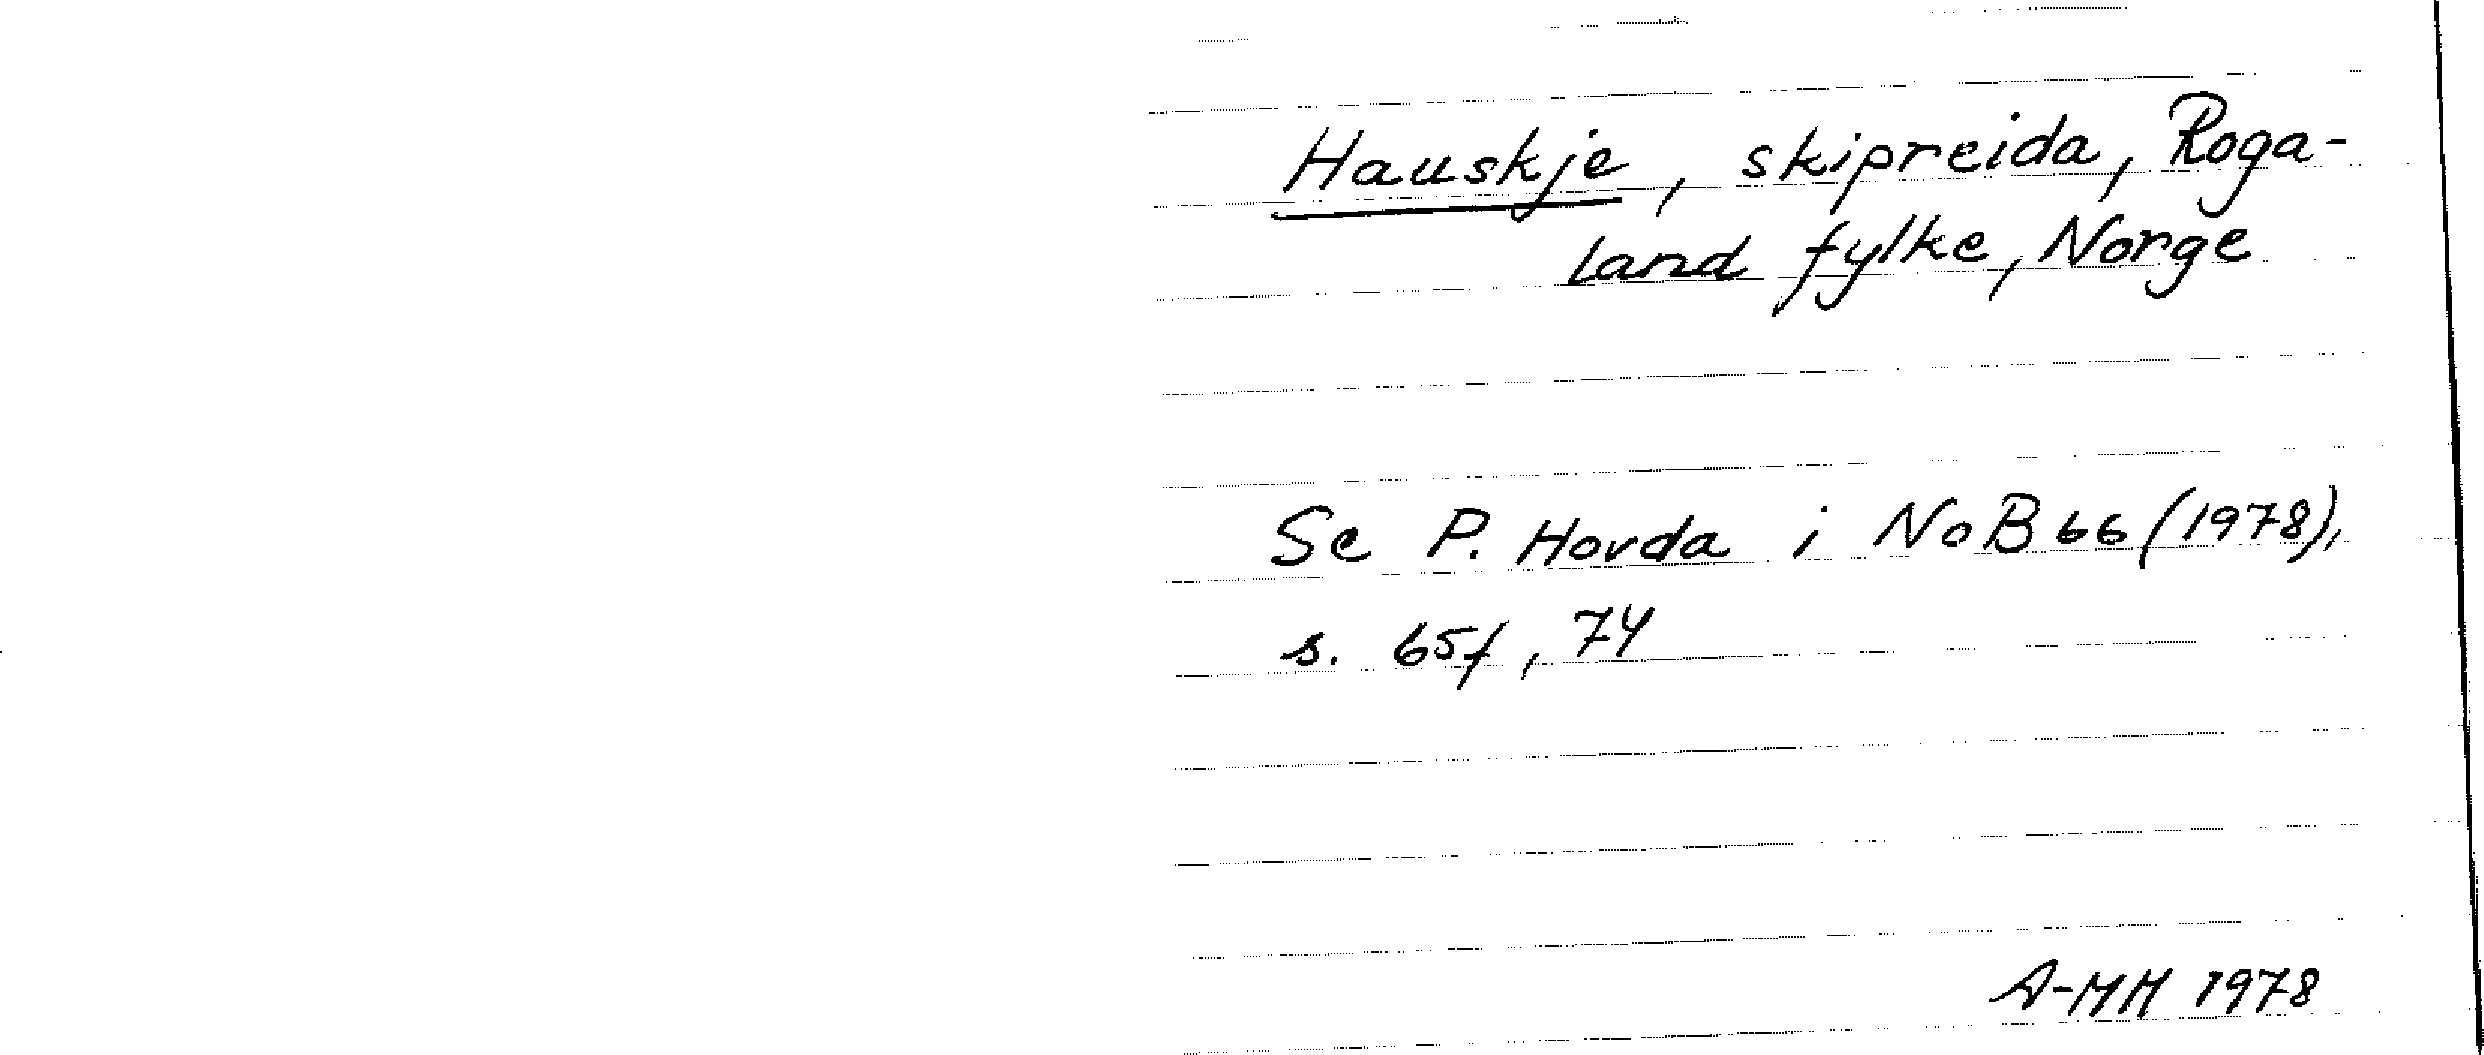 Hauskje, skipreida, Roga-
land fylke, Norge
Se P. Hovda i NoB 66 (1978),
s. 65f, 74
A-MH 1978